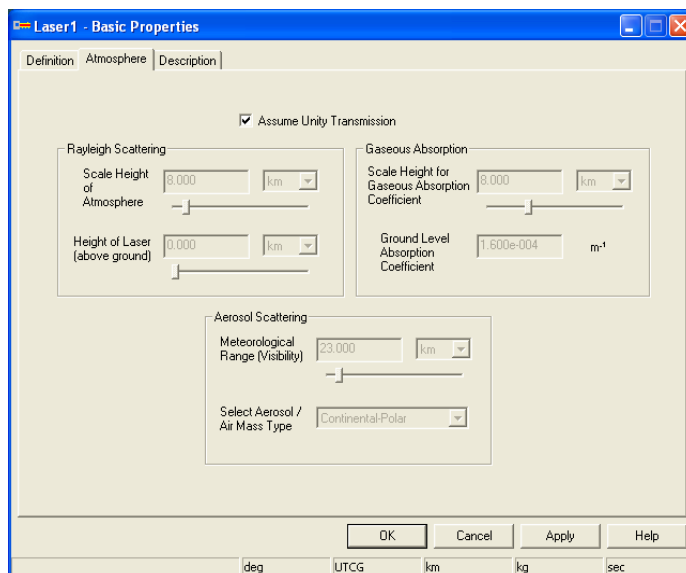 Laser1 - Basic Properties
Definition
Atmosphere
Description
Assume Unity Transmission
Rayleigh Scattering
Scale Height
of
Atmosphere
8.000
km
Height of Laser
(above ground)
0.000
km
Gaseous Absorption
Scale Height for
Gaseous Absorption
Coefficient
8.000
km
Ground Level
Absorption
Coefficient
1.600e-004
m-¹
Aerosol Scattering
Meteorological
Range (Visibility)
23.000
km
Select Aerosol /
Air Mass Type
Continental-Polar
OK
Cancel
Apply
Help
deg
UTCG
km
kg
sec